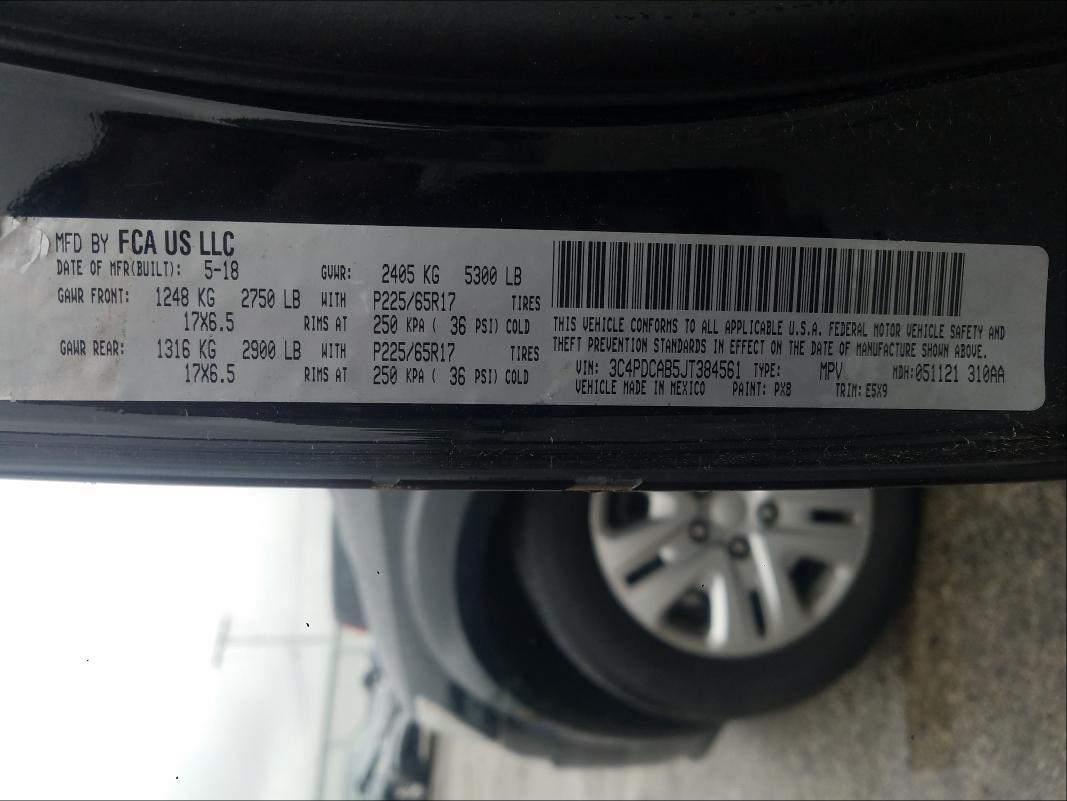 MFD BY FCA US LLC
DATE OF MFR(BUILT): 5-18 GVWR: 2405 KG 5300 LB
GAWR FRONT: 1248 KG 2750 LB WITH P225/65R17 TIRES
17X6.5 RIMS AT 250 KPA ( 36 PSI) COLD
GAWR REAR: 1316 KG 2900 LB WITH P225/65R17 TIRES
17X6.5 RIMS AT 250 KPA ( 36 PSI) COLD
THIS VEHICLE CONFORMS TO ALL APPLICABLE U.S.A. FEDERAL MOTOR VEHICLE SAFETY AND
THEFT PREVENTION STANDARDS IN EFFECT ON THE DATE OF MANUFACTURE SHOWN ABOVE.
VIN: 3C4PDCAB5JT384561 TYPE: MPV MDH:051121 310AA
VEHICLE MADE IN MEXICO PAINT: PX8 TRIM: E5X9